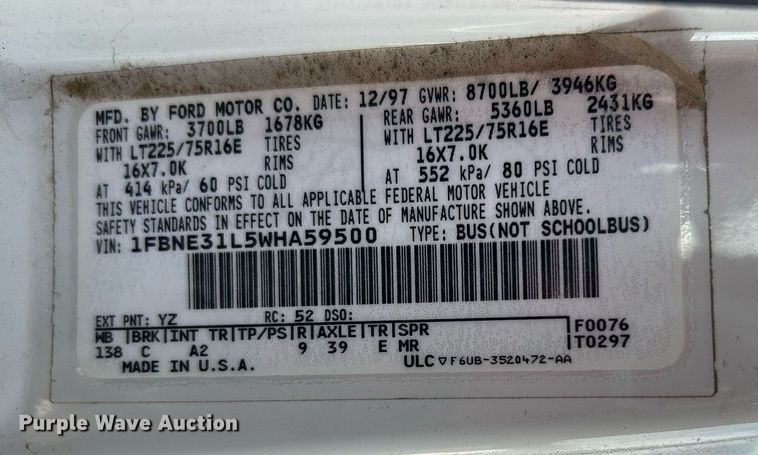 MFD. BY FORD MOTOR CO. DATE: 12/97 GVWR: 8700LB/ 3946KG
FRONT GAWR: 3700LB 1678KG
WITH LT225/75R16E TIRES
16X7.0K RIMS
AT 414 kPa/ 60 PSI COLD
REAR GAWR: 5360LB 2431KG
WITH LT225/75R16E TIRES
16X7.0K RIMS
AT 552 kPa/ 80 PSI COLD
THIS VEHICLE CONFORMS TO ALL APPLICABLE FEDERAL MOTOR VEHICLE
SAFETY STANDARDS IN EFFECT ON THE DATE OF MANUFACTURE SHOWN ABOVE.
VIN: 1FBNE31L5WHA59500 TYPE: BUS(NOT SCHOOLBUS)
EXT PNT: YZ RC: 52 DSO:
WB |BRK|INT TR|TP/PS|R|AXLE|TR|SPR F0076
138 C A2 9 39 E MR T0297
MADE IN U.S.A. ULC ▽ F6UB-3520472-AA
Purple Wave Auction